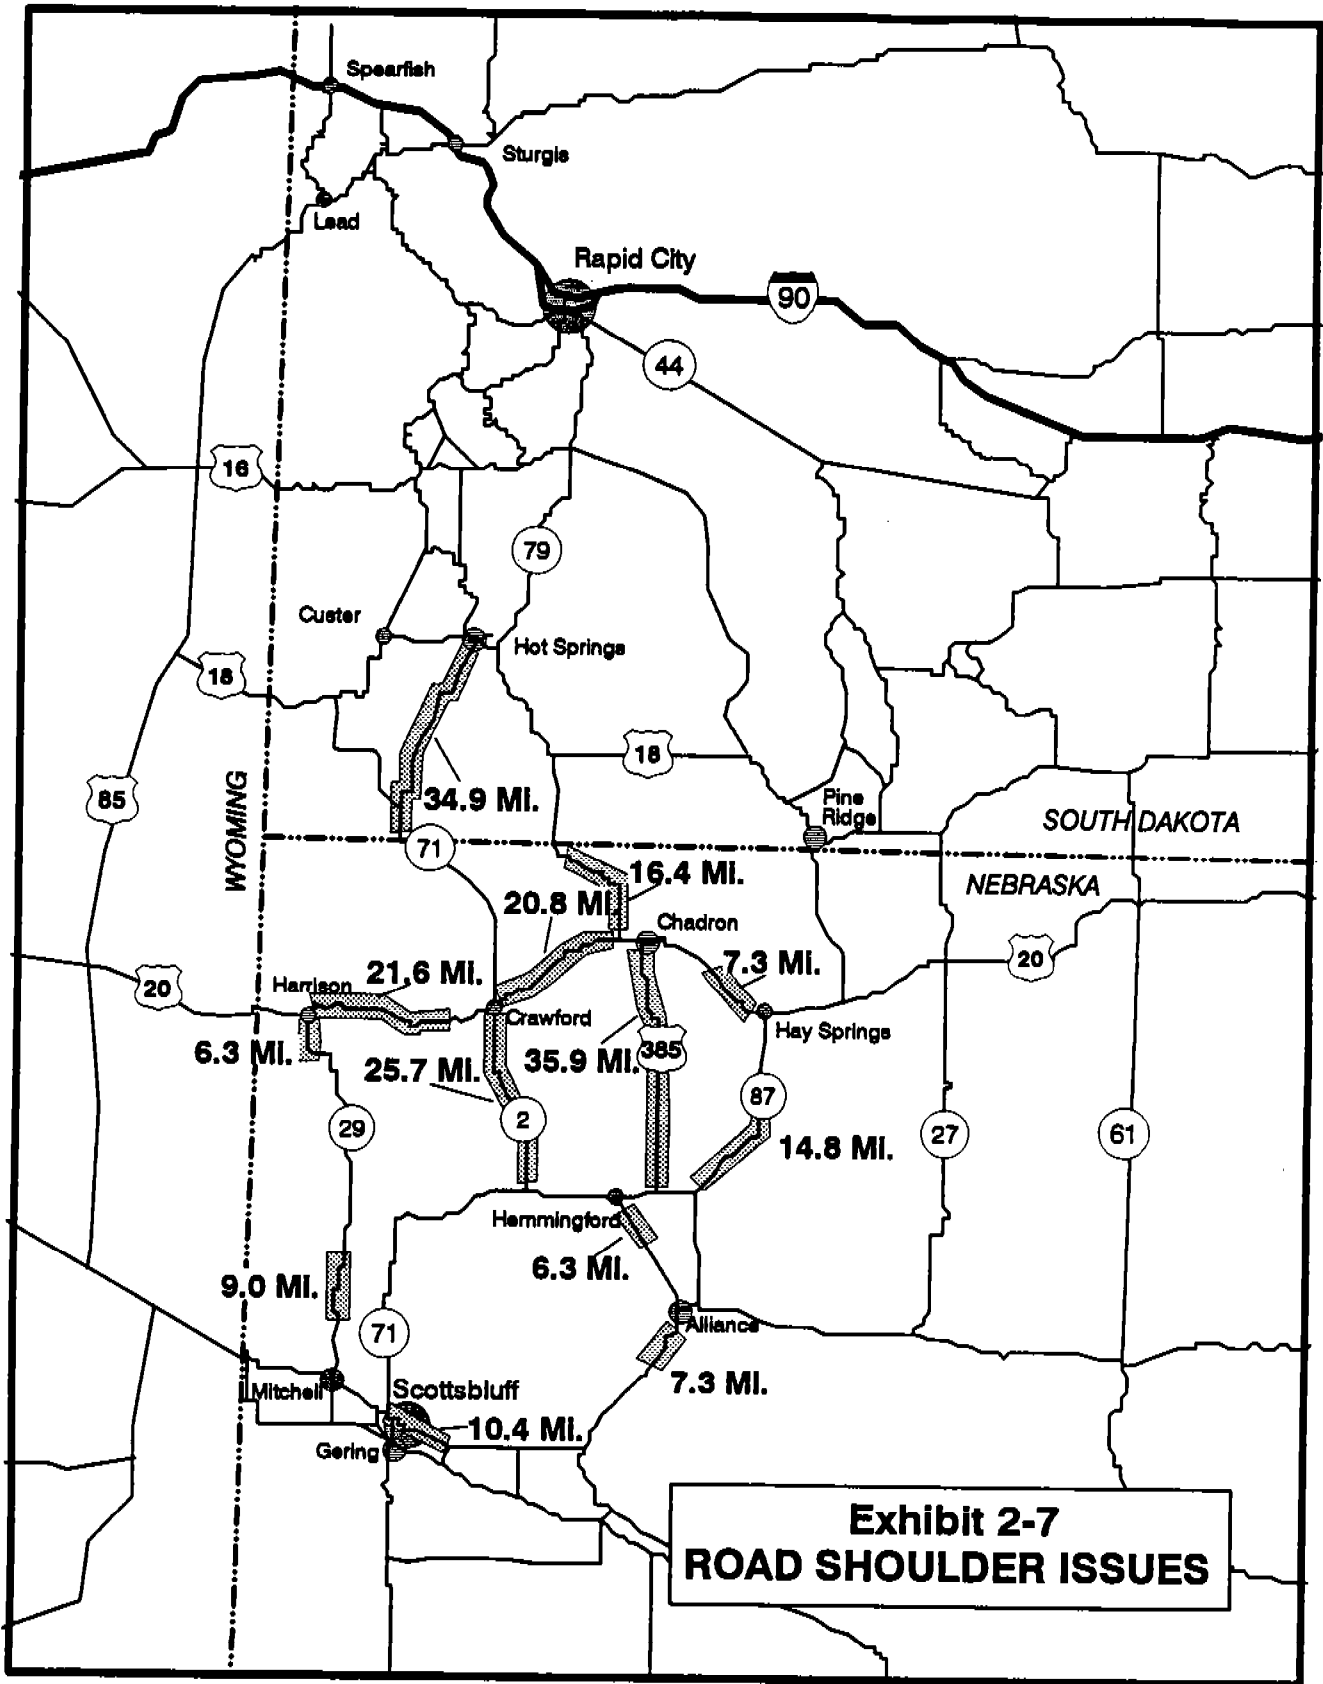 Spearfish
Sturgis
Lead
Rapid City
90
44
16
79
Custer
Hot Springs
18
18
85
WYOMING
34.9 Mi.
Pine
Ridge
SOUTH DAKOTA
71
NEBRASKA
16.4 Mi.
20.8 Mi.
Chadron
7.3 Mi.
20
20
Harrison
21.6 Mi.
Crawford
Hay Springs
6.3 Mi.
25.7 Mi.
35.9 Mi.
385
87
29
2
27
61
14.8 Mi.
Hemmingford
6.3 Mi.
9.0 Mi.
71
Alliance
7.3 Mi.
Mitchell
Scottsbluff
10.4 Mi.
Gering
Exhibit 2-7
ROAD SHOULDER ISSUES